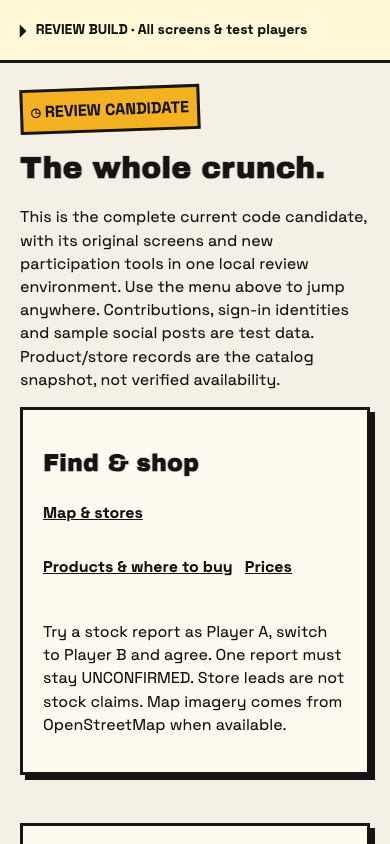 REVIEW BUILD · All screens & test players
REVIEW CANDIDATE
The whole crunch.
This is the complete current code candidate,
with its original screens and new
participation tools in one local review
environment. Use the menu above to jump
anywhere. Contributions, sign-in identities
and sample social posts are test data.
Product/store records are the catalog
snapshot, not verified availability.
Find & shop
Map & stores
Products & where to buy Prices
Try a stock report as Player A, switch
to Player B and agree. One report must
stay UNCONFIRMED. Store leads are not
stock claims. Map imagery comes from
OpenStreetMap when available.